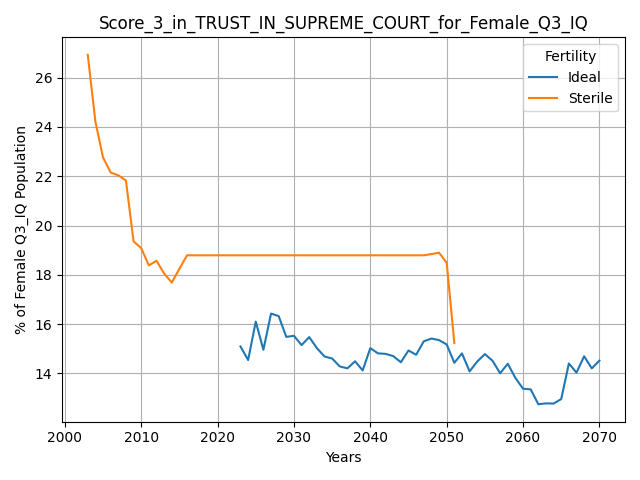 Score_3_in_TRUST_IN_SUPREME_COURT_for_Female_Q3_IQ
% of Female Q3_IQ Population
26
24
22
20
18
16
14
Fertility
Ideal
Sterile
2000 2010 2020 2030 2040 2050 2060 2070
Years